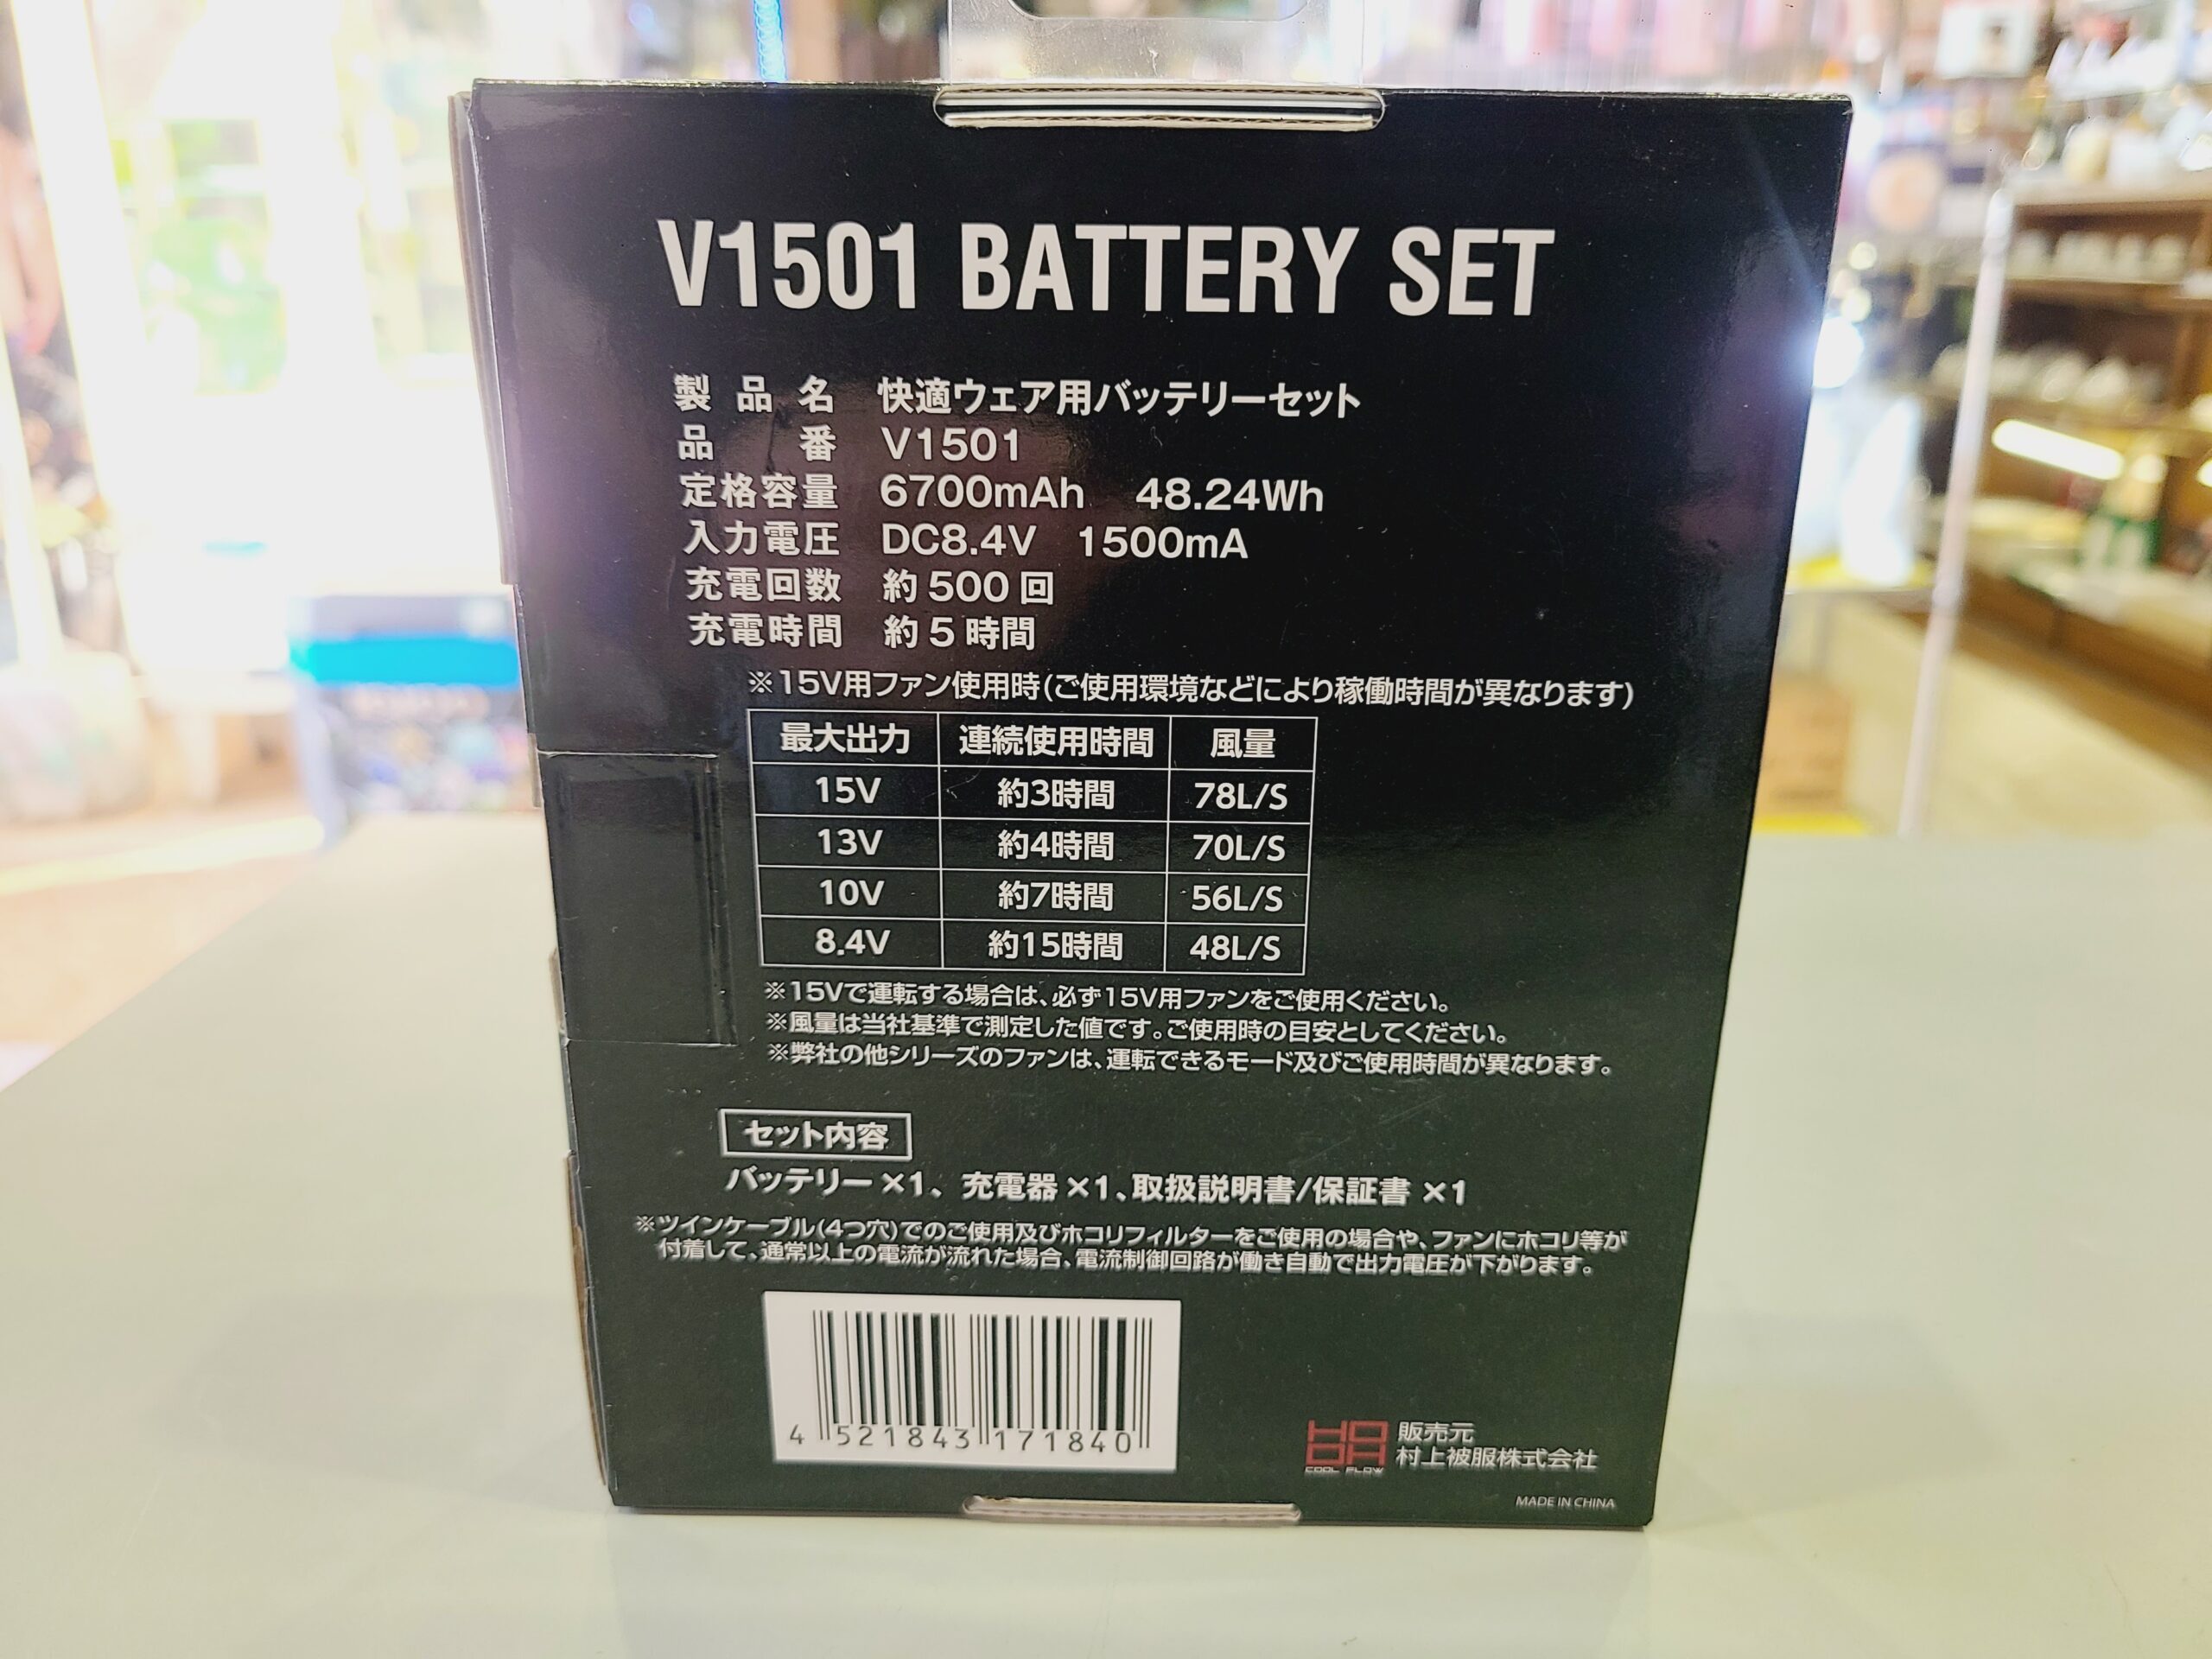 V1501 BATTERY SET
製品名 快適ウェア用バッテリーセット
品番 V1501
定格容量 6700mAh 48.24Wh
入力電圧 DC8.4V 1500mA
充電回数 約500回
充電時間 約5時間
※15V用ファン使用時(ご使用環境などにより稼働時間が異なります)
最大出力 連続使用時間 風量
15V 約3時間 78L/S
13V 約4時間 70L/S
10V 約7時間 56L/S
8.4V 約15時間 48L/S
※15Vで運転する場合は、必ず15V用ファンをご使用ください。
※風量は当社基準で測定した値です。ご使用時の目安としてください。
※弊社の他シリーズのファンは、運転できるモード及びご使用時間が異なります。
セット内容
バッテリー×1、充電器×1、取扱説明書/保証書×1
※ツインケーブル(4つ穴)でのご使用及びホコリフィルターをご使用の場合や、ファンにホコリ等が
付着して、通常以上の電流が流れた場合、電流制御回路が働き自動で出力電圧が下がります。
4 521843 171840
HOOH
COOL FLOW
販売元
村上被服株式会社
MADE IN CHINA